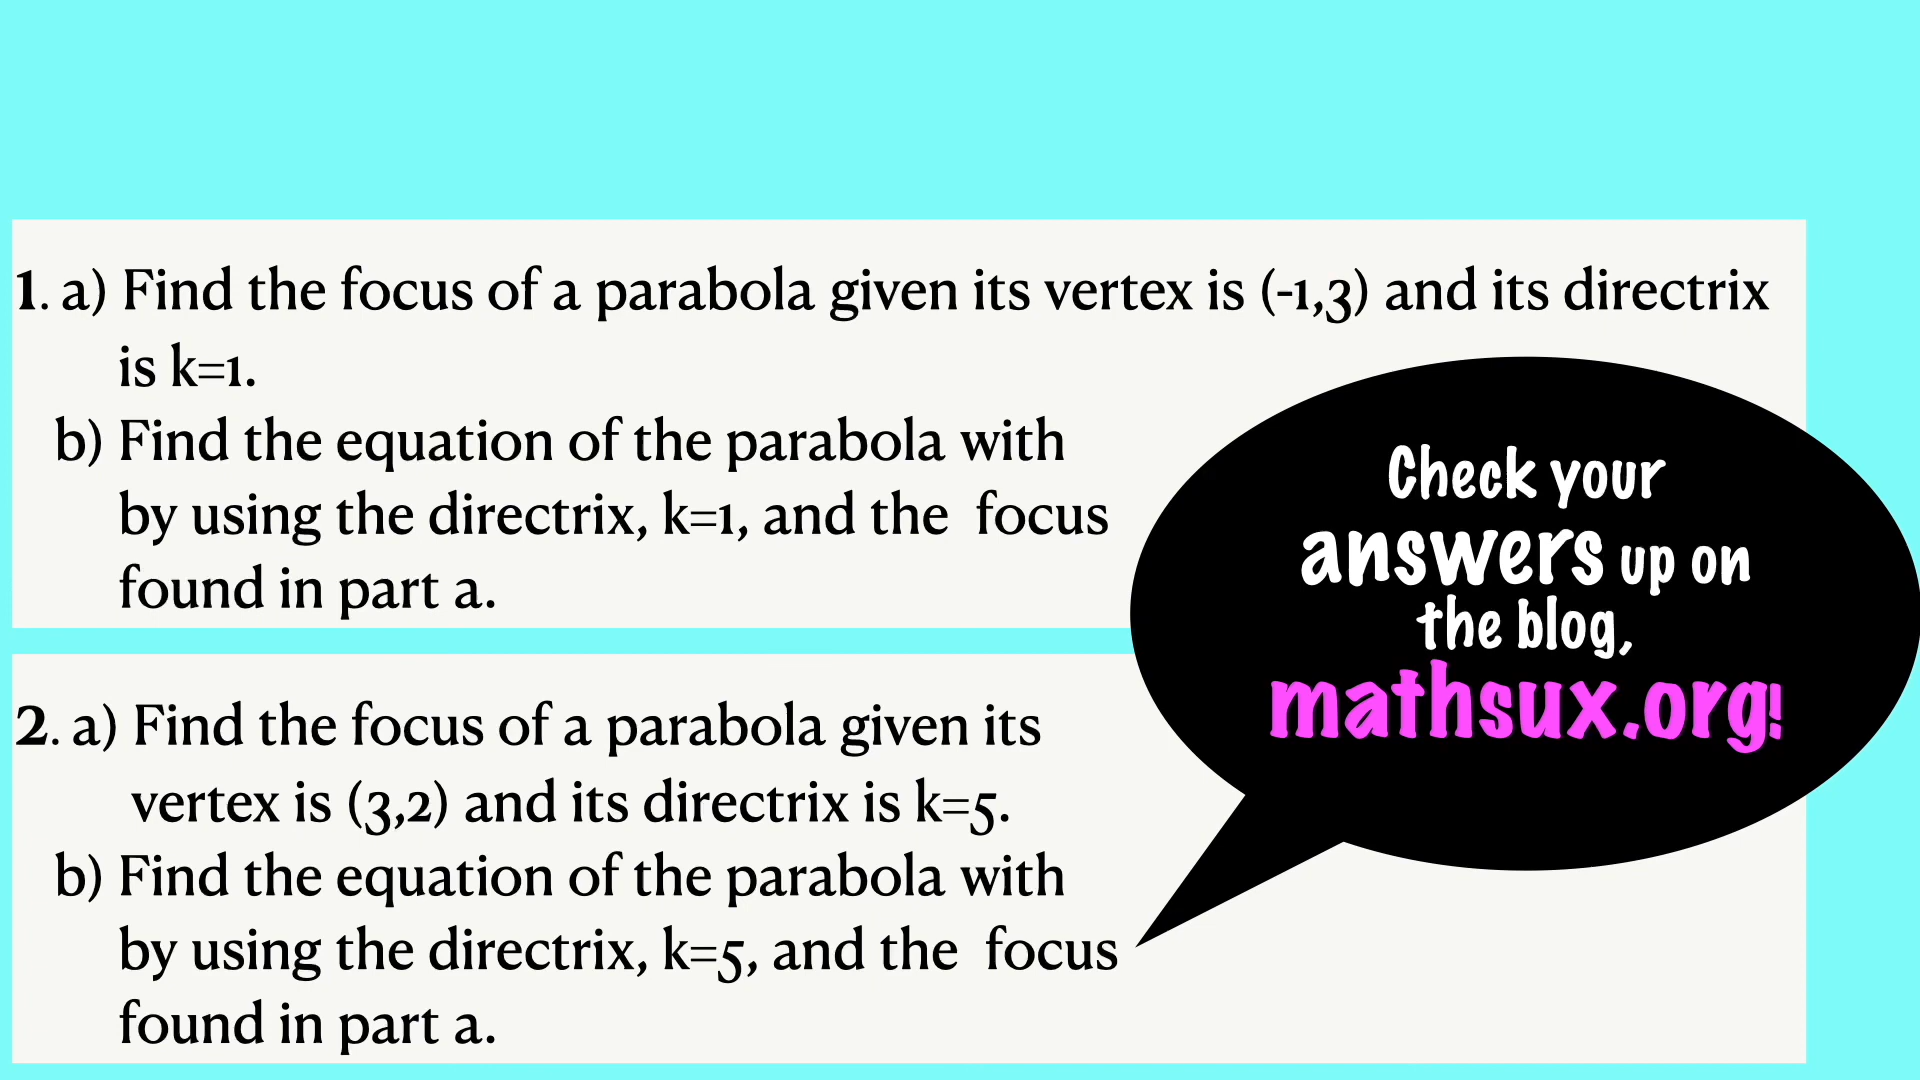 1. a) Find the focus of a parabola given its vertex is (-1,3) and its directrix
is k=1.
b) Find the equation of the parabola with
by using the directrix, k=1, and the focus
found in part a.
2. a) Find the focus of a parabola given its
vertex is (3,2) and its directrix is k=5.
b) Find the equation of the parabola with
by using the directrix, k=5, and the focus
found in part a.
Check your
answers up on
the blog,
mathsux.org!